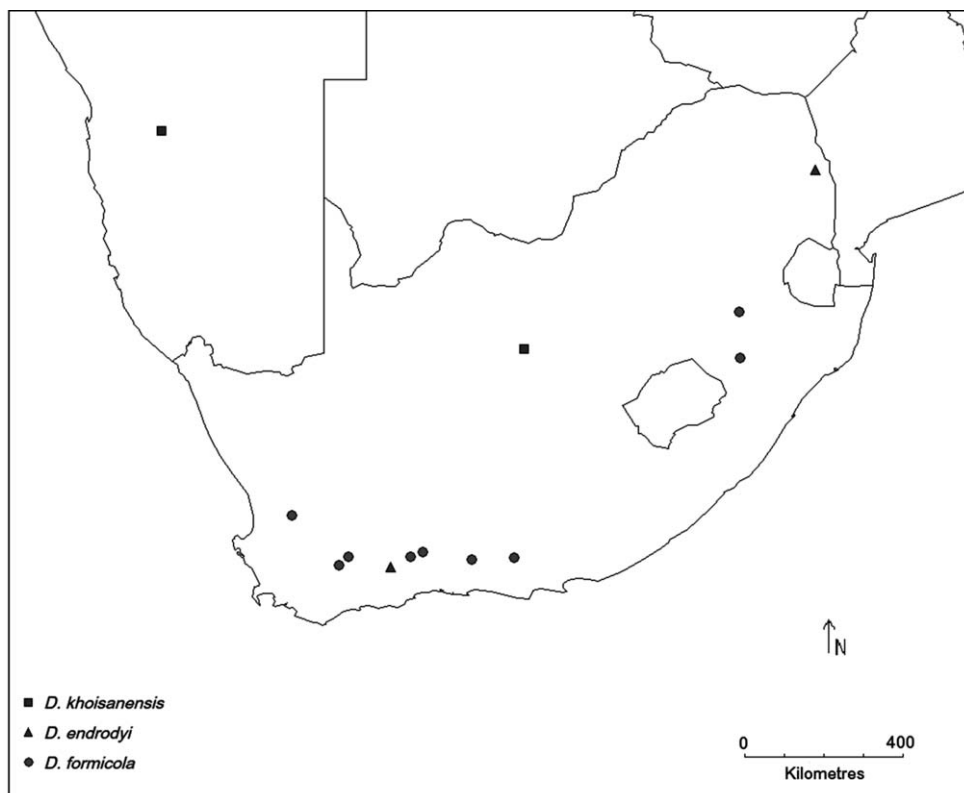 N
D. khoisanensis
D. endrodyi
D. formicola
0 400
Kilometres